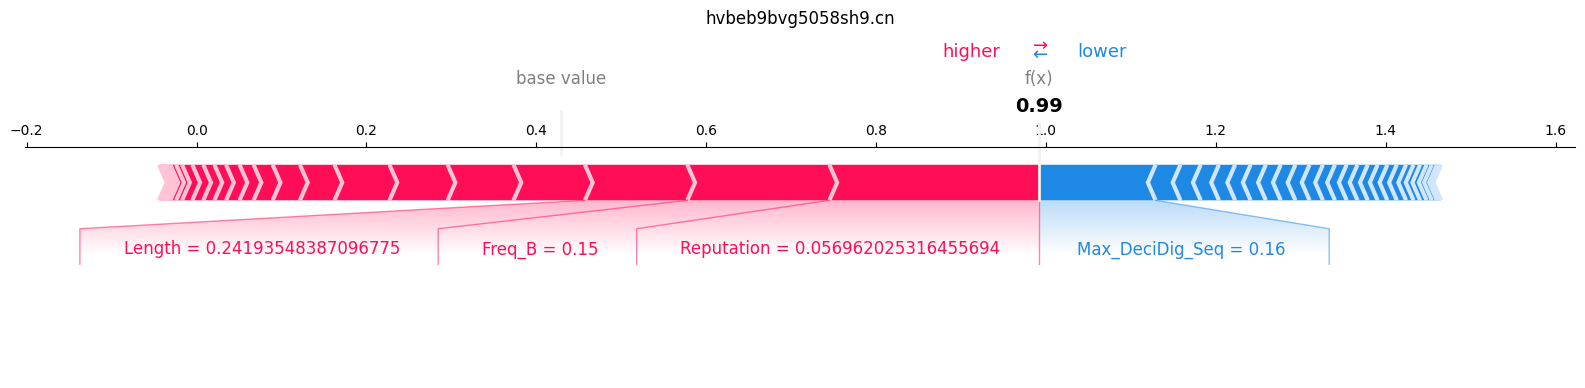 hvbeb9bvg5058sh9.cn
higher → ← lower
base value f(x)
0.99
−0.2 0.0 0.2 0.4 0.6 0.8 1.0 1.2 1.4 1.6
Length = 0.24193548387096775 Freq_B = 0.15 Reputation = 0.056962025316455694 Max_DeciDig_Seq = 0.16